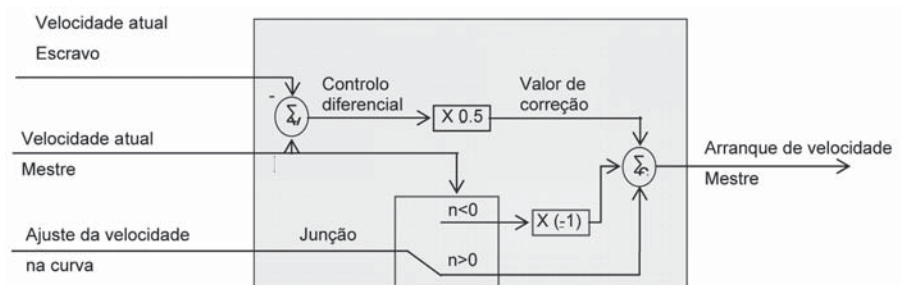 Velocidade atual
Escravo
-
Controlo
diferencial
Valor de
correção
Σ
X 0.5
Velocidade atual
Mestre
Σ
Arranque de velocidade
Mestre
n<0
X (-1)
Ajuste da velocidade
na curva
Junção
n>0